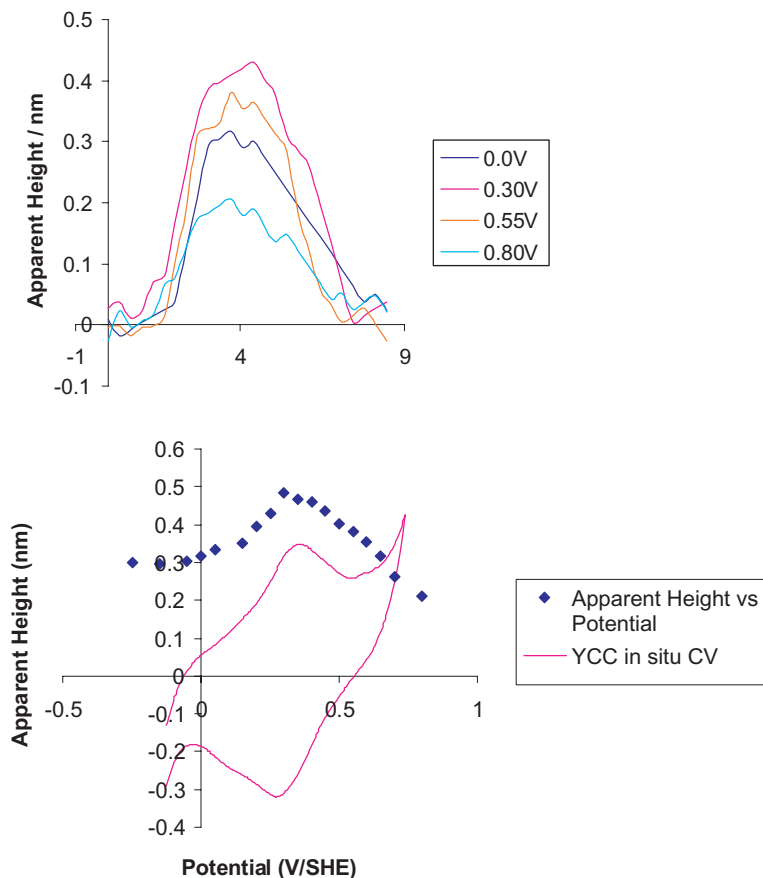 0.5
0.4
0.3
0.2
0.1
0
-0.1
-1
4
9
Apparent Height / nm
0.0V
0.30V
0.55V
0.80V
0.6
0.5
0.4
0.3
0.2
0.1
0
-0.1
-0.2
-0.3
-0.4
-0.5
0
0.5
1
Apparent Height (nm)
Potential (V/SHE)
Apparent Height vs
Potential
YCC in situ CV